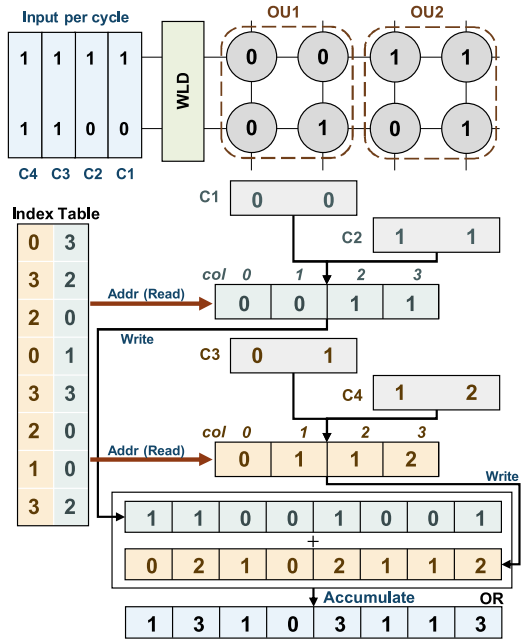 Input per cycle
OU1
OU2
1 1 1 1
WLD
0 0 1 1
1 1 0 0
0 1 0 1
C4 C3 C2 C1
C1
0 0
Index Table
C2
1 1
0 3
3 2
2 0
0 1
3 3
2 0
1 0
3 2
col 0 1 2 3
Addr (Read)
0 0 1 1
Write
C3
0 1
C4
1 2
col 0 1 2 3
Addr (Read)
0 1 1 2
Write
1 1 0 0 1 0 0 1
+
0 2 1 0 2 1 1 2
Accumulate
OR
1 3 1 0 3 1 1 3